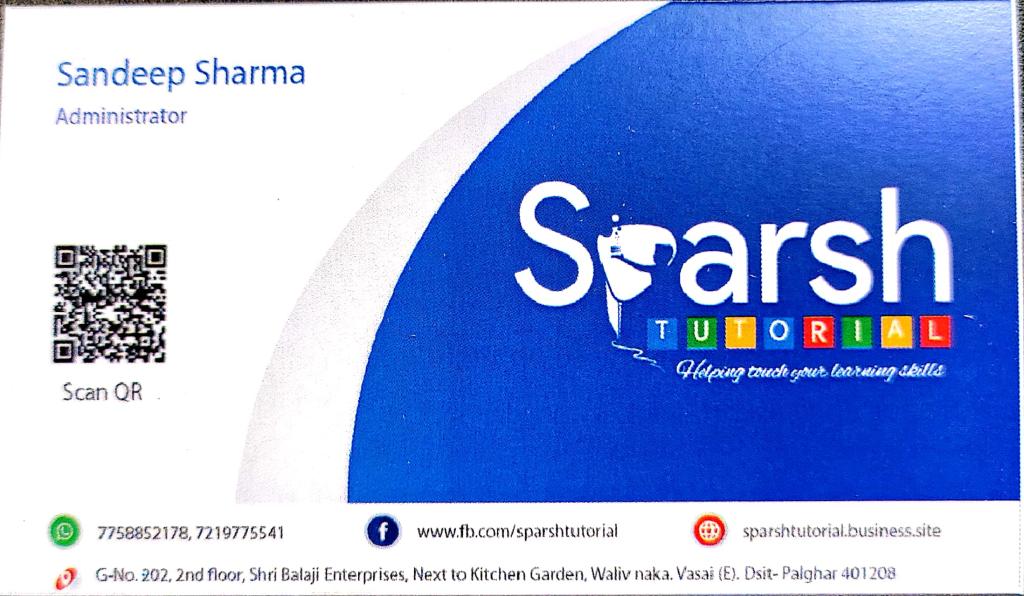 Sandeep Sharma
Administrator
Sparsh
TUTORIAL
Helping touch your learning skills
Scan QR
7758852178, 7219775541
www.fb.com/sparshtutorial
sparshtutorial.business.site
G-No. 202, 2nd floor, Shri Balaji Enterprises, Next to Kitchen Garden, Waliv naka. Vasai (E). Dsit- Palghar 401208